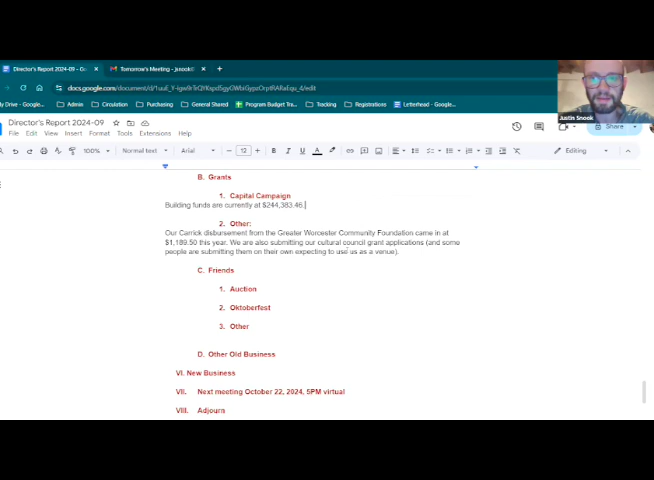 Director's Report 2024-09 - Go
Tomorrow's Meeting - jsnook@
My Drive - Google...
Admin
Circulation
Purchasing
General Shared
Program Budget Tra...
Tracking
Registrations
Letterhead - Google...
Justin Snook
Director's Report 2024-09
File Edit View Insert Format Tools Extensions Help
Share
100% Normal text Arial 12 Editing
B. Grants
1. Capital Campaign
Building funds are currently at $244,383.46.
2. Other:
Our Carrick disbursement from the Greater Worcester Community Foundation came in at
$1,189.50 this year. We are also submitting our cultural council grant applications (and some
people are submitting them on their own expecting to use us as a venue).
C. Friends
1. Auction
2. Oktoberfest
3. Other
D. Other Old Business
VI. New Business
VII. Next meeting October 22, 2024, 5PM virtual
VIII. Adjourn